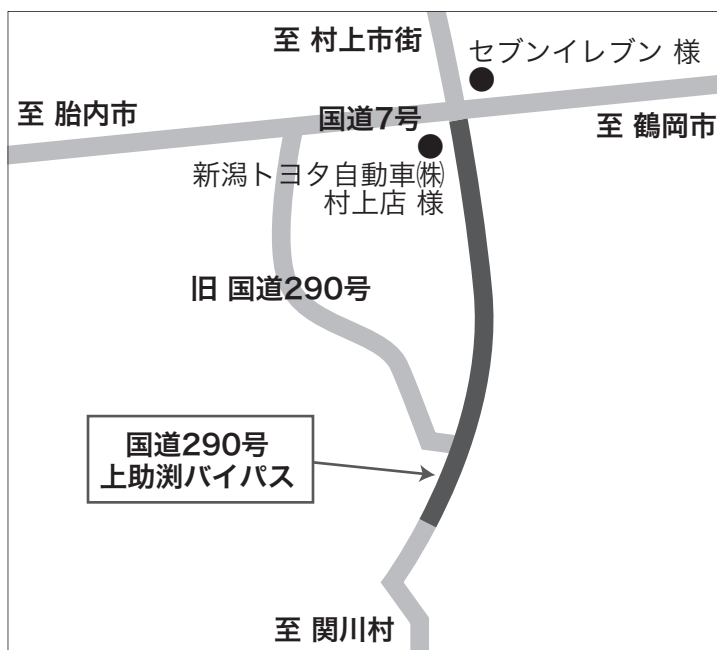 至 村上市街
セブンイレブン 様
至 胎内市
国道7号
至 鶴岡市
新潟トヨタ自動車㈱
村上店 様
旧 国道290号
国道290号
上助渕バイパス
至 関川村